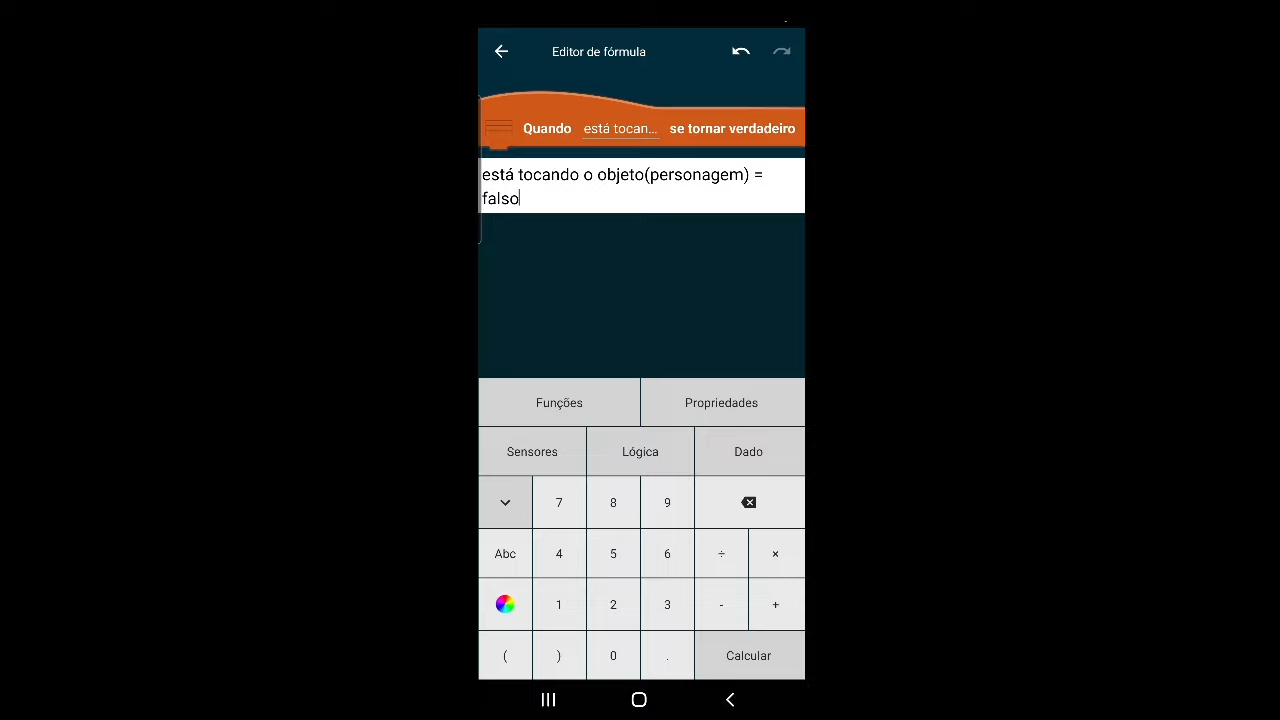 Editor de fórmula
Quando está tocan... se tornar verdadeiro
está tocando o objeto(personagem) =
falso
Funções Propriedades
Sensores Lógica Dado
7 8 9
Abc 4 5 6 ÷ ×
1 2 3 - +
( ) 0 . Calcular